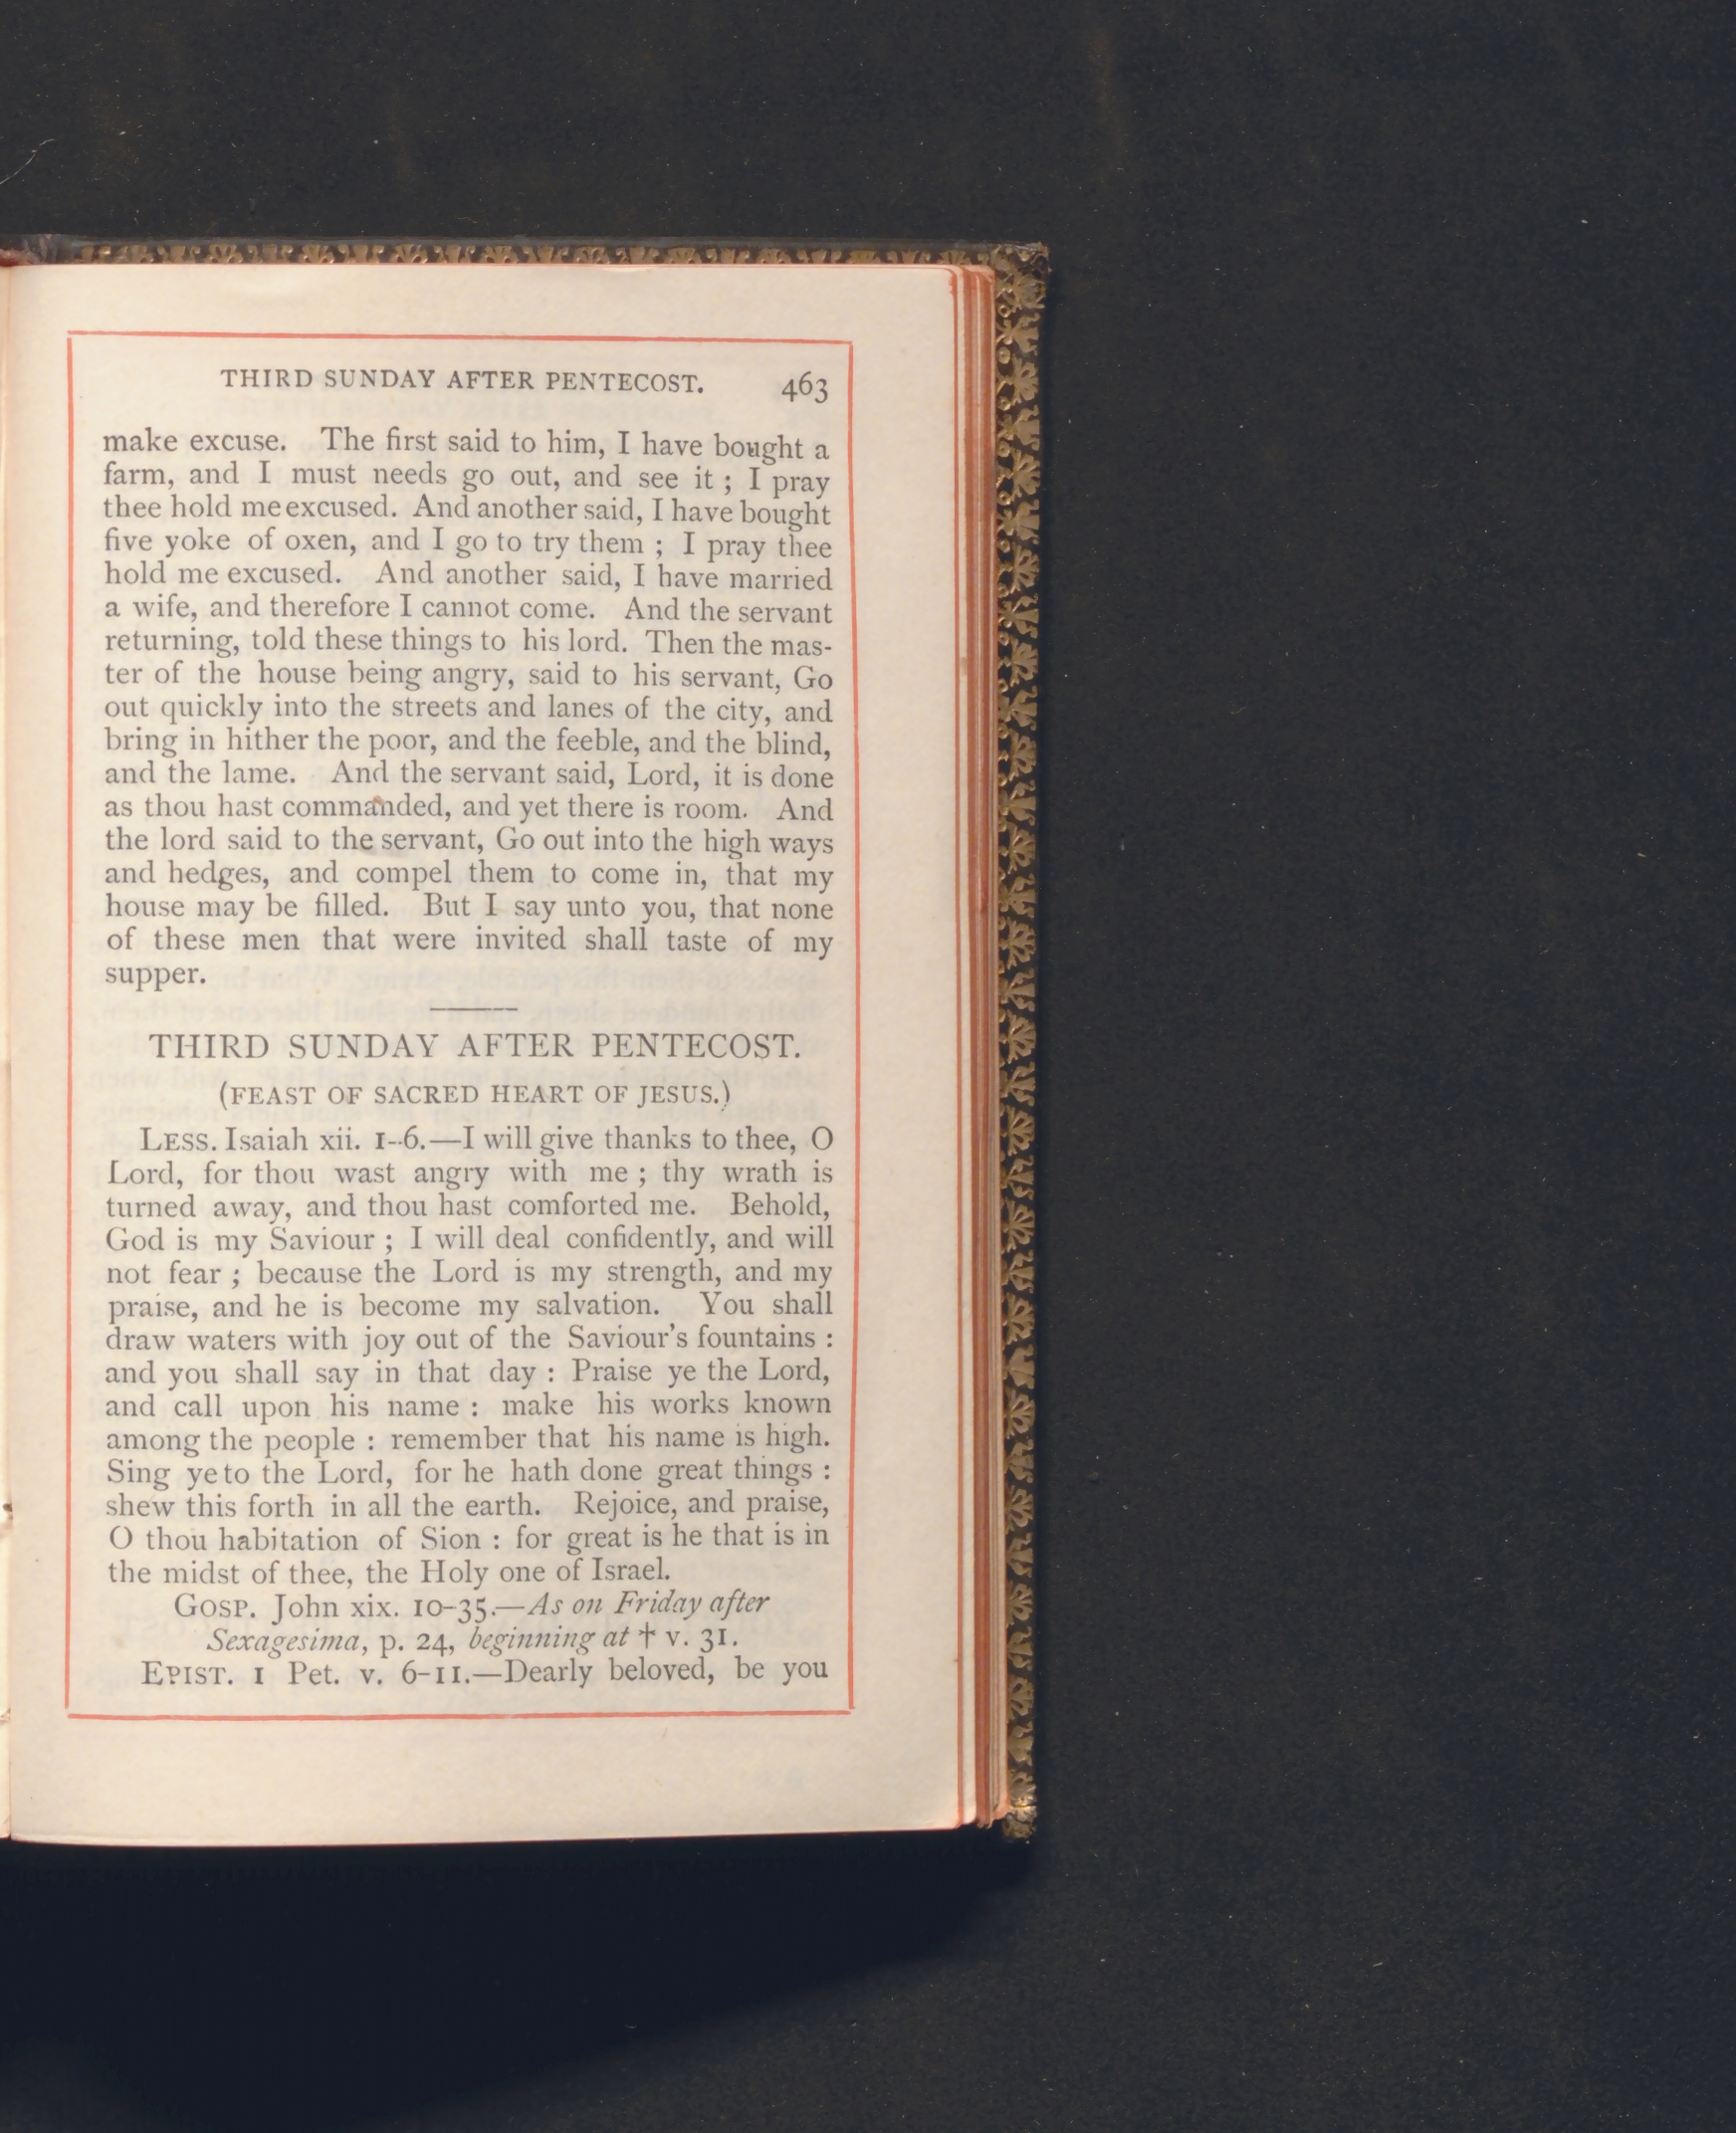 THIRD SUNDAY AFTER PENTECOST. 463
make excuse. The first said to him, I have bought a
farm, and I must needs go out, and see it ; I pray
thee hold me excused. And another said, I have bought
five yoke of oxen, and I go to try them ; I pray thee
hold me excused. And another said, I have married
a wife, and therefore I cannot come. And the servant
returning, told these things to his lord. Then the mas-
ter of the house being angry, said to his servant, Go
out quickly into the streets and lanes of the city, and
bring in hither the poor, and the feeble, and the blind,
and the lame. And the servant said, Lord, it is done
as thou hast commanded, and yet there is room. And
the lord said to the servant, Go out into the high ways
and hedges, and compel them to come in, that my
house may be filled. But I say unto you, that none
of these men that were invited shall taste of my
supper.
THIRD SUNDAY AFTER PENTECOST.
(FEAST OF SACRED HEART OF JESUS.)
LESS. Isaiah xii. 1-6.—I will give thanks to thee, O
Lord, for thou wast angry with me ; thy wrath is
turned away, and thou hast comforted me. Behold,
God is my Saviour ; I will deal confidently, and will
not fear ; because the Lord is my strength, and my
praise, and he is become my salvation. You shall
draw waters with joy out of the Saviour's fountains :
and you shall say in that day : Praise ye the Lord,
and call upon his name : make his works known
among the people : remember that his name is high.
Sing ye to the Lord, for he hath done great things :
shew this forth in all the earth. Rejoice, and praise,
O thou habitation of Sion : for great is he that is in
the midst of thee, the Holy one of Israel.
GOSP. John xix. 10-35.—As on Friday after
Sexagesima, p. 24, beginning at † v. 31.
EPIST. 1 Pet. v. 6-11.—Dearly beloved, be you